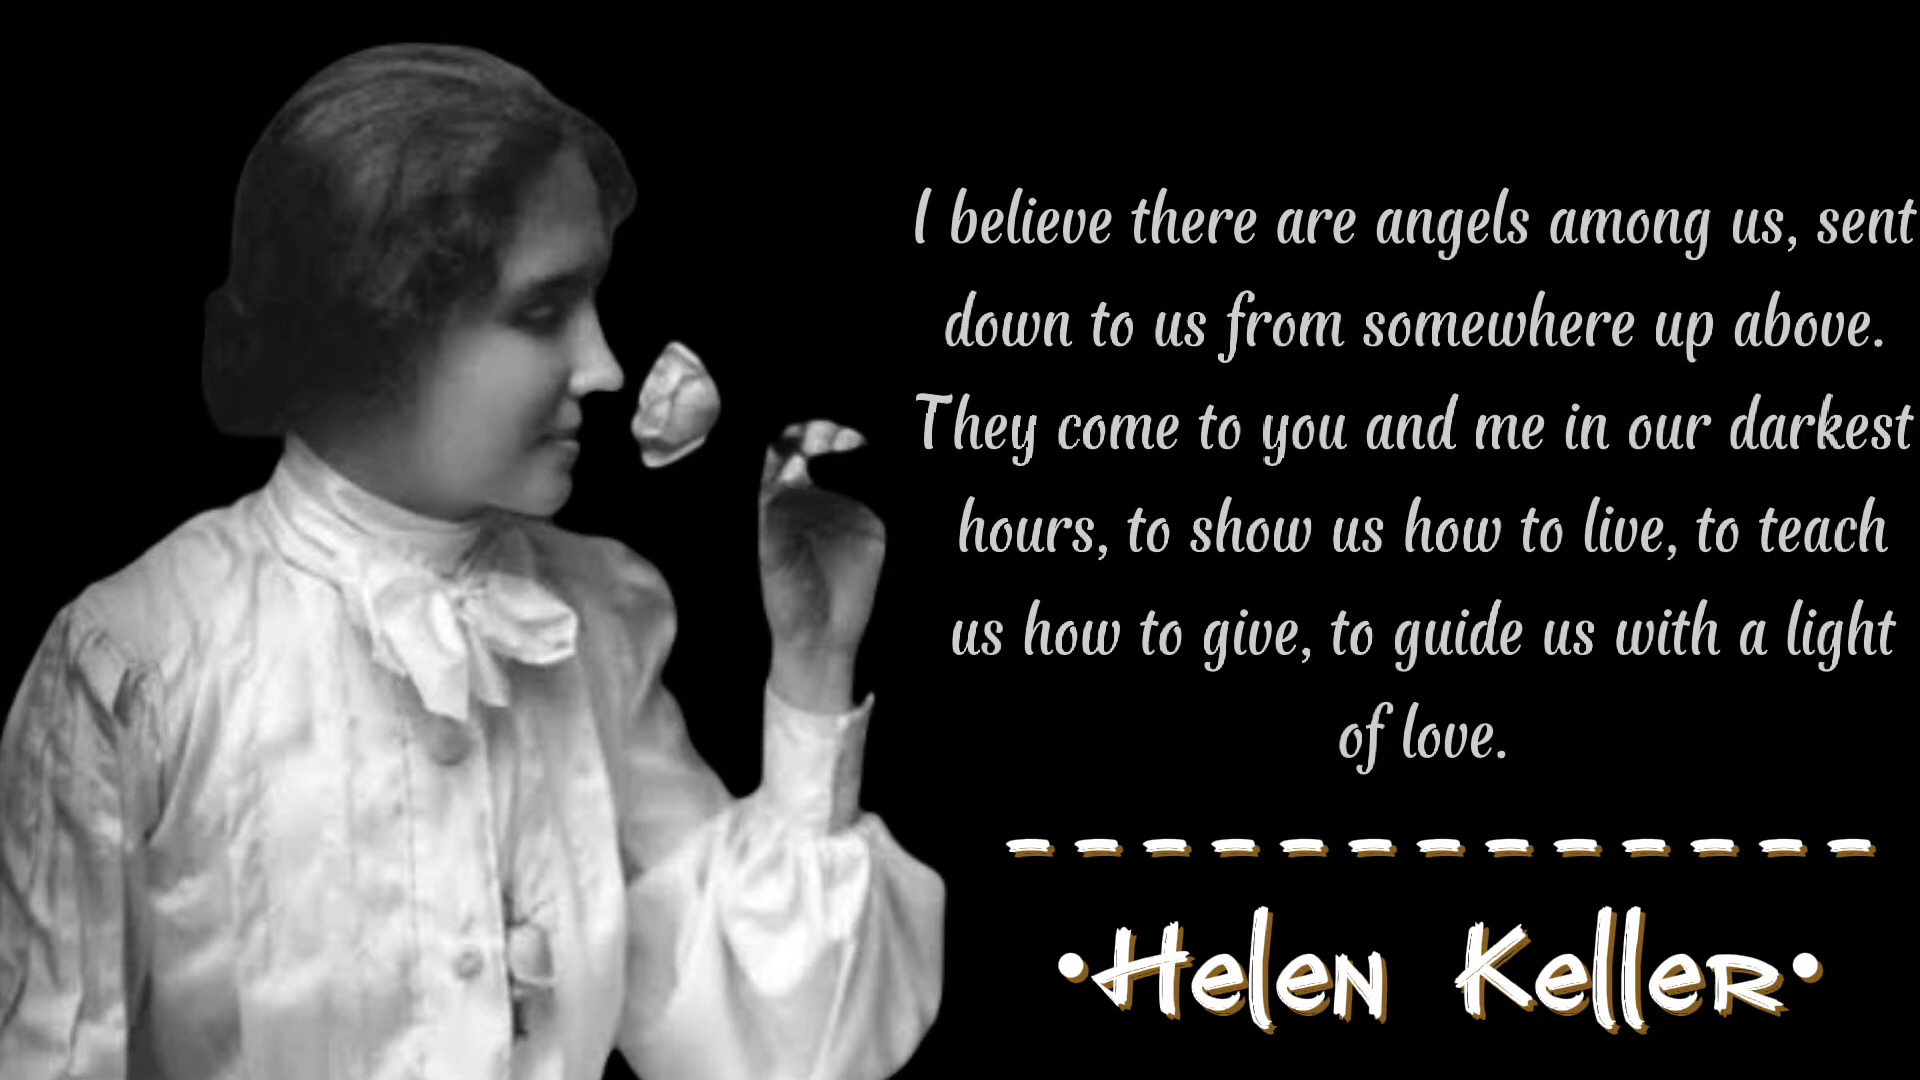 I believe there are angels among us, sent
down to us from somewhere up above.
They come to you and me in our darkest
hours, to show us how to live, to teach
us how to give, to guide us with a light
of love.
•Helen Keller•